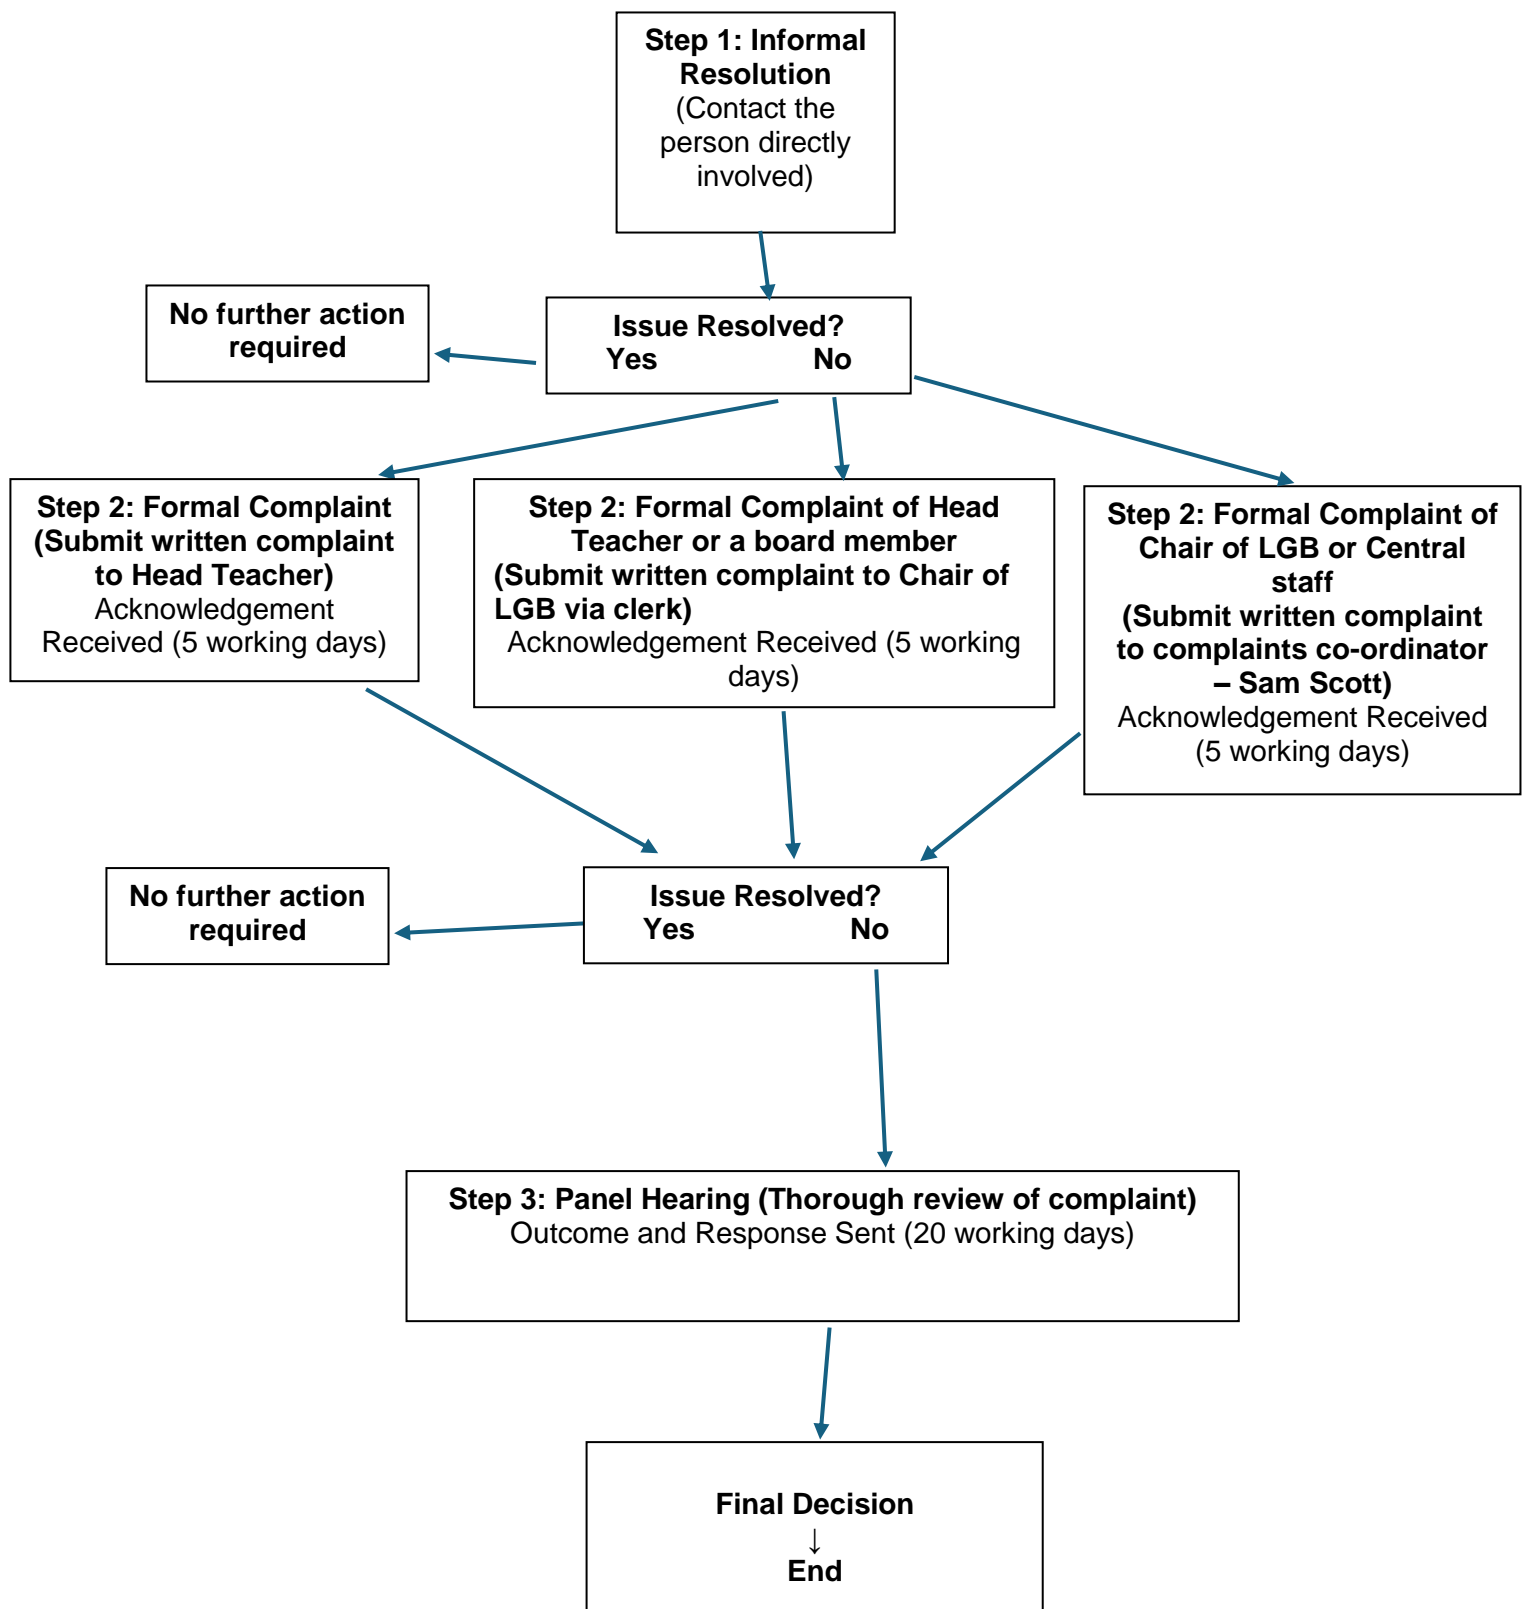 Step 1: Informal
Resolution
(Contact the
person directly
involved)
No further action
required
Issue Resolved?
Yes No
Step 2: Formal Complaint
(Submit written complaint
to Head Teacher)
Acknowledgement
Received (5 working days)
Step 2: Formal Complaint of Head
Teacher or a board member
(Submit written complaint to Chair of
LGB via clerk)
Acknowledgement Received (5 working
days)
Step 2: Formal Complaint of
Chair of LGB or Central
staff
(Submit written complaint
to complaints co-ordinator
– Sam Scott)
Acknowledgement Received
(5 working days)
No further action
required
Issue Resolved?
Yes No
Step 3: Panel Hearing (Thorough review of complaint)
Outcome and Response Sent (20 working days)
Final Decision
↓
End